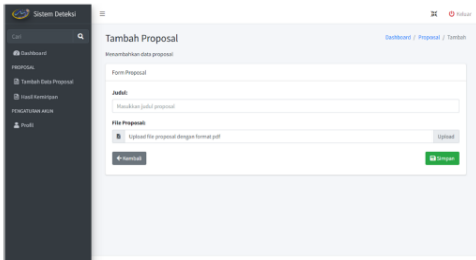 Sistem Deteksi
Keluar
Cari
Dashboard
PROPOSAL
Tambah Data Proposal
Hasil Kemiripan
PENGATURAN AKUN
Profil
Tambah Proposal
Dashboard / Proposal / Tambah
Menambahkan data proposal
Form Proposal
Judul:
Masukkan judul proposal
File Proposal:
Upload file proposal dengan format pdf
Upload
Kembali
Simpan